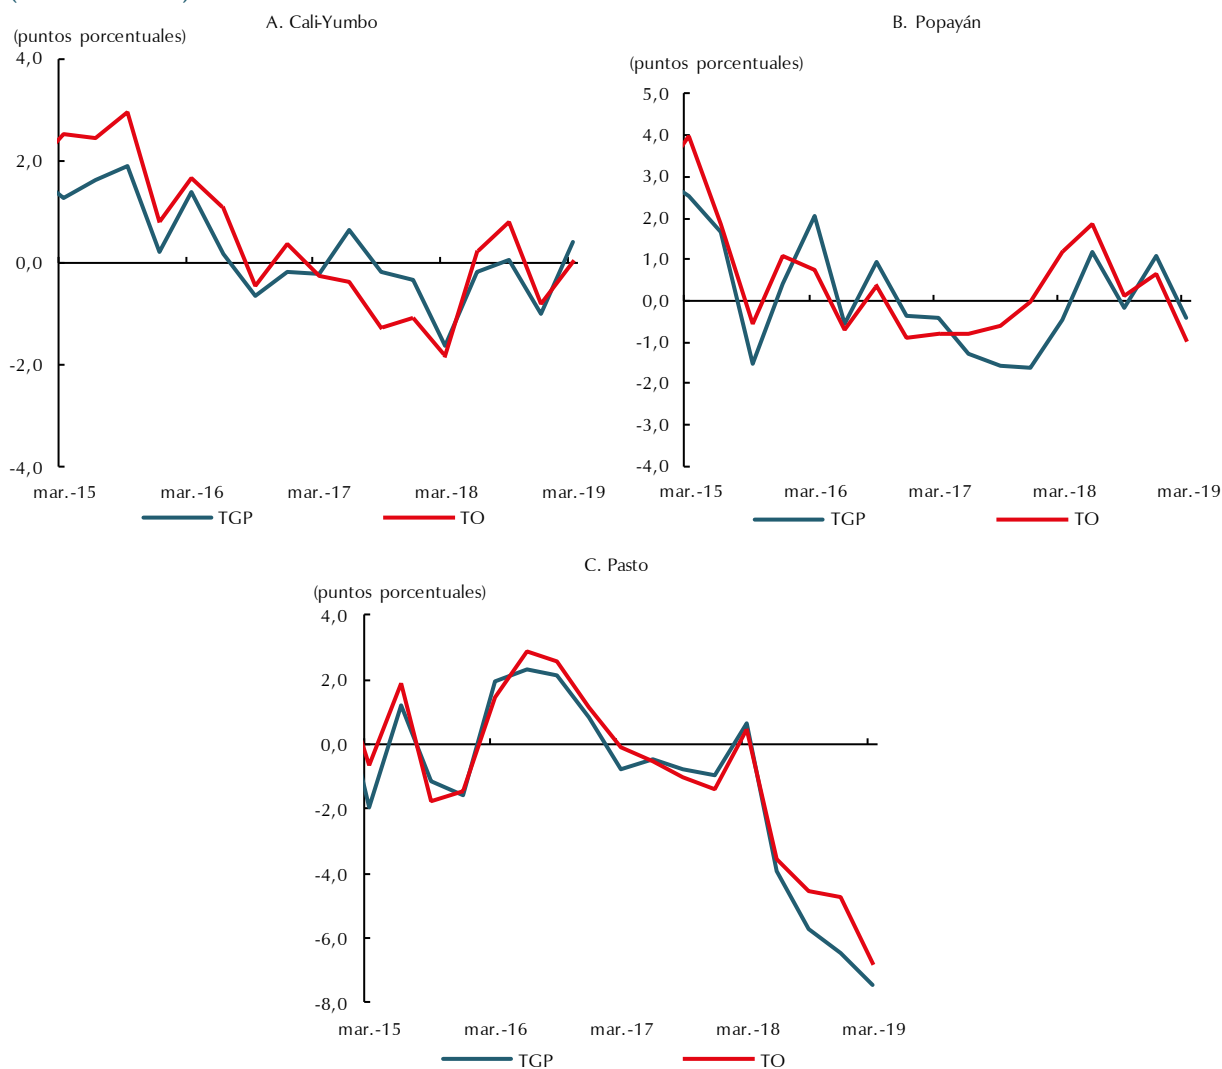 A. Cali-Yumbo
(puntos porcentuales)
4,0
2,0
0,0
-2,0
-4,0
mar.-15 mar.-16 mar.-17 mar.-18 mar.-19
TGP TO
B. Popayán
(puntos porcentuales)
5,0
4,0
3,0
2,0
1,0
0,0
-1,0
-2,0
-3,0
-4,0
mar.-15 mar.-16 mar.-17 mar.-18 mar.-19
TGP TO
C. Pasto
(puntos porcentuales)
4,0
2,0
0,0
-2,0
-4,0
-6,0
-8,0
mar.-15 mar.-16 mar.-17 mar.-18 mar.-19
TGP TO